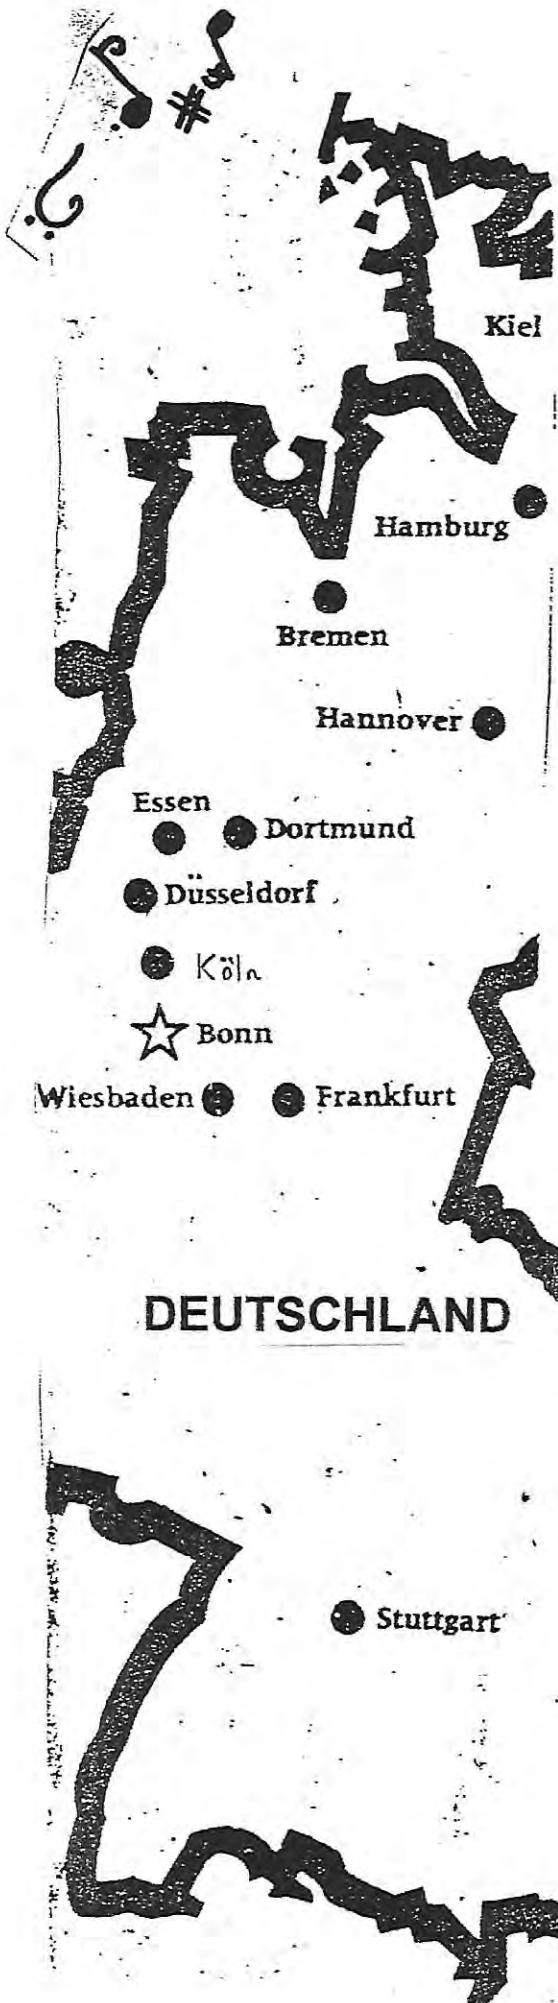 Kiel
Hamburg
Bremen
Hannover
Essen
Dortmund
Düsseldorf
Köln
Bonn
Wiesbaden
Frankfurt
DEUTSCHLAND
Stuttgart